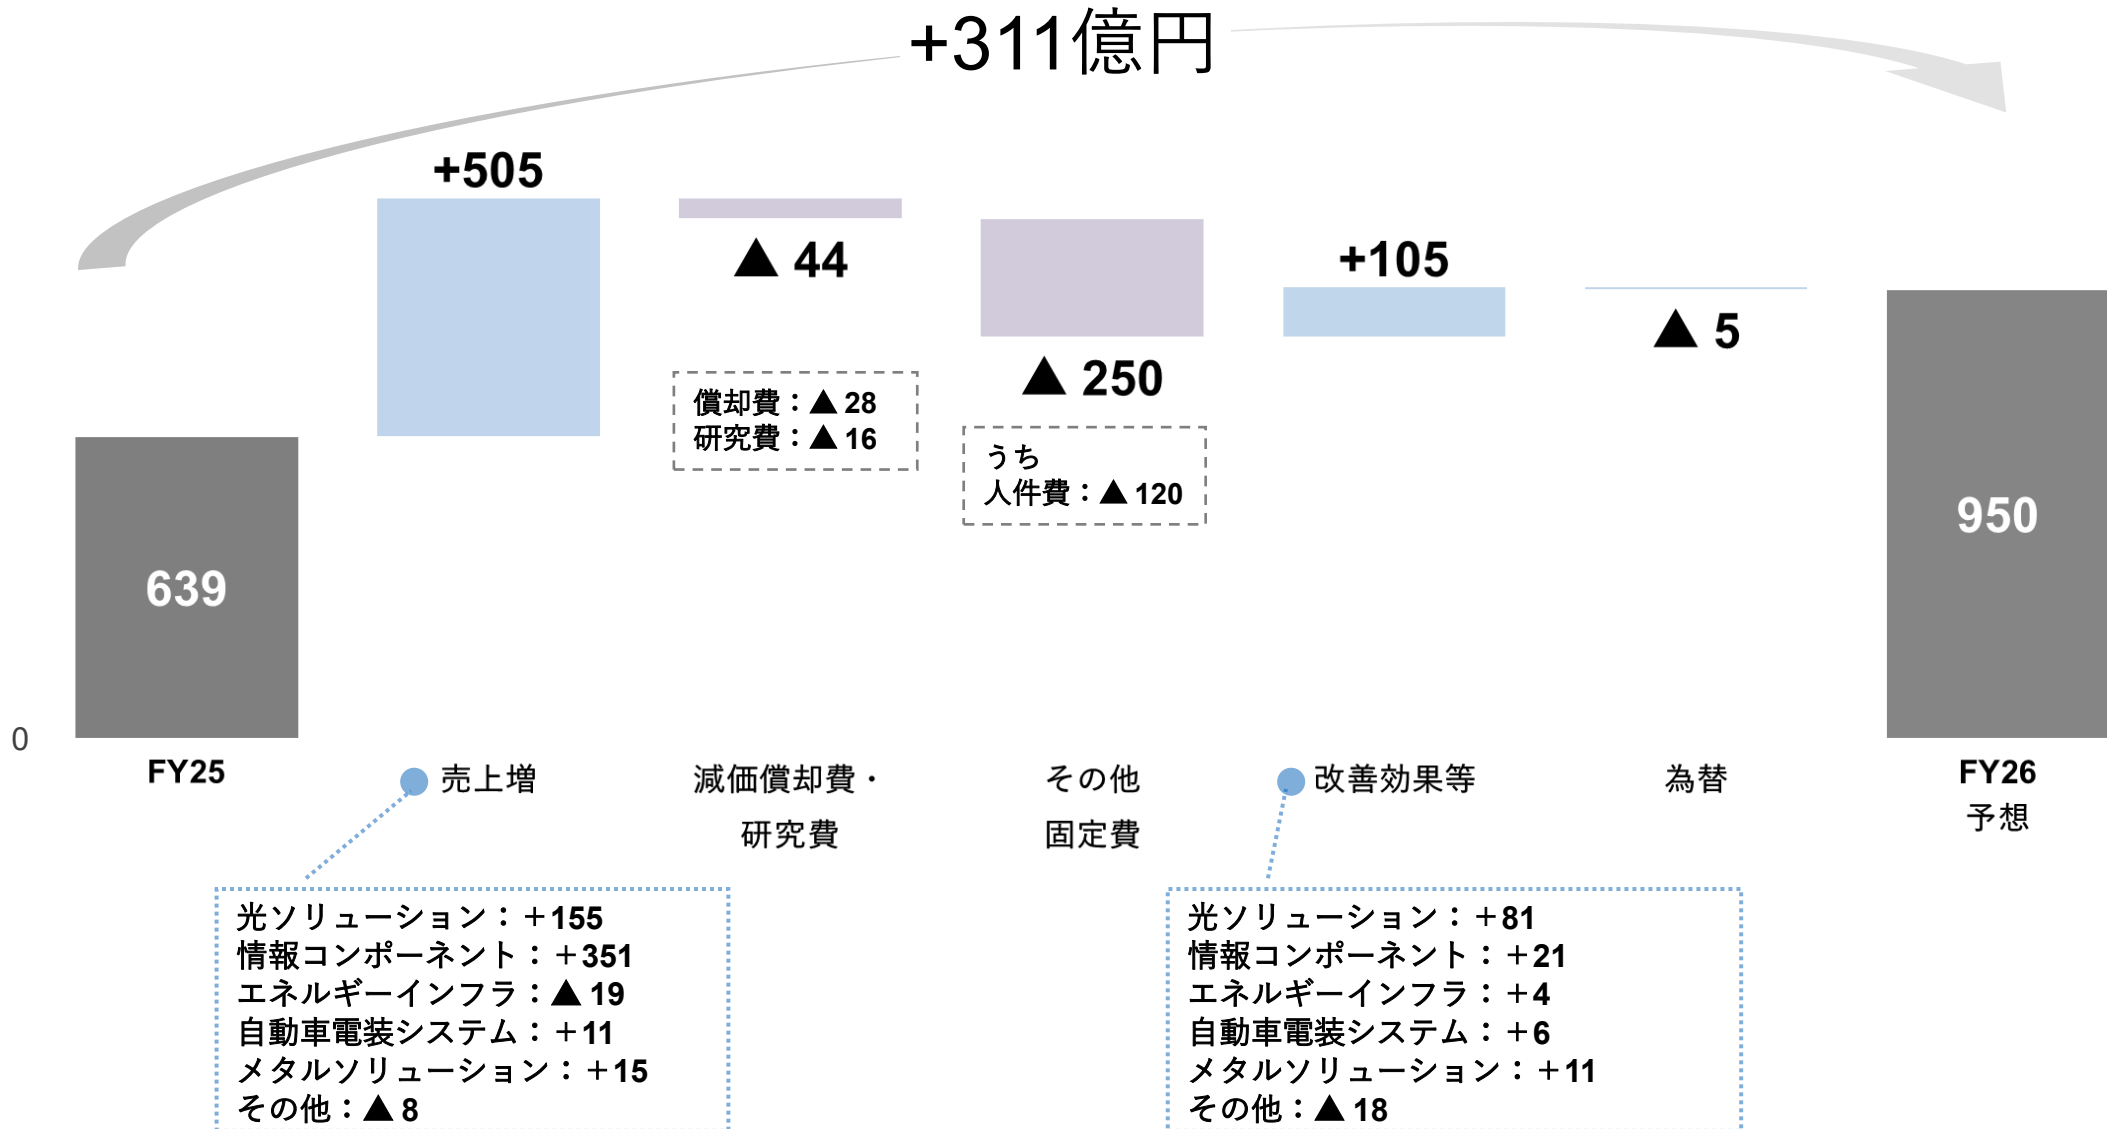 +311億円
+505
▲ 44
▲ 250
+105
▲ 5
償却費：▲ 28
研究費：▲ 16
うち
人件費：▲ 120
639
950
0
FY25
売上増
減価償却費・
研究費
その他
固定費
改善効果等
為替
FY26
予想
光ソリューション：＋155
情報コンポーネント：＋351
エネルギーインフラ：▲ 19
自動車電装システム：＋11
メタルソリューション：＋15
その他：▲ 8
光ソリューション：＋81
情報コンポーネント：＋21
エネルギーインフラ：＋4
自動車電装システム：＋6
メタルソリューション：＋11
その他：▲ 18